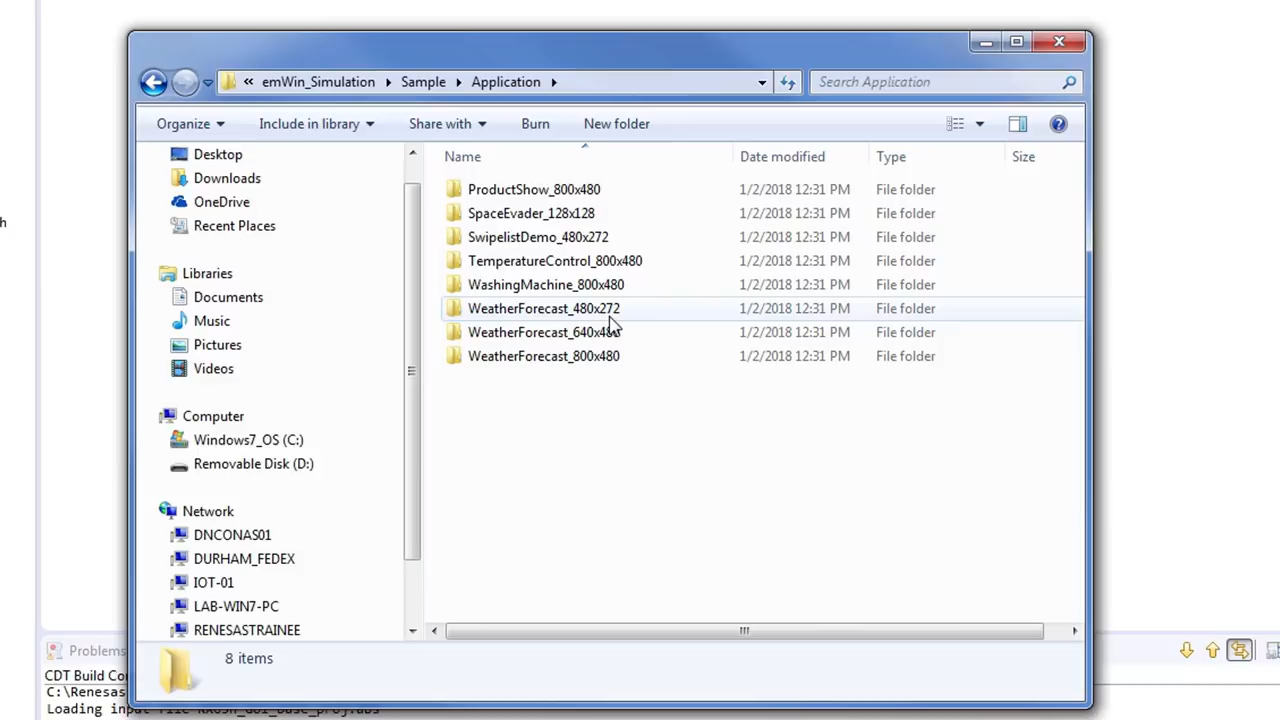 « emWin_Simulation Sample Application
Search Application
Organize Include in library Share with Burn New folder
Name Date modified Type Size
Desktop
Downloads
OneDrive
Recent Places
Libraries
Documents
Music
Pictures
Videos
Computer
Windows7_OS (C:)
Removable Disk (D:)
Network
DNCONAS01
DURHAM_FEDEX
IOT-01
LAB-WIN7-PC
RENESASTRAINEE
ProductShow_800x480 1/2/2018 12:31 PM File folder
SpaceEvader_128x128 1/2/2018 12:31 PM File folder
SwipelistDemo_480x272 1/2/2018 12:31 PM File folder
TemperatureControl_800x480 1/2/2018 12:31 PM File folder
WashingMachine_800x480 1/2/2018 12:31 PM File folder
WeatherForecast_480x272 1/2/2018 12:31 PM File folder
WeatherForecast_640x480 1/2/2018 12:31 PM File folder
WeatherForecast_800x480 1/2/2018 12:31 PM File folder
8 items
h
Problems
CDT Build Co
C:\Renesas
Loading input file